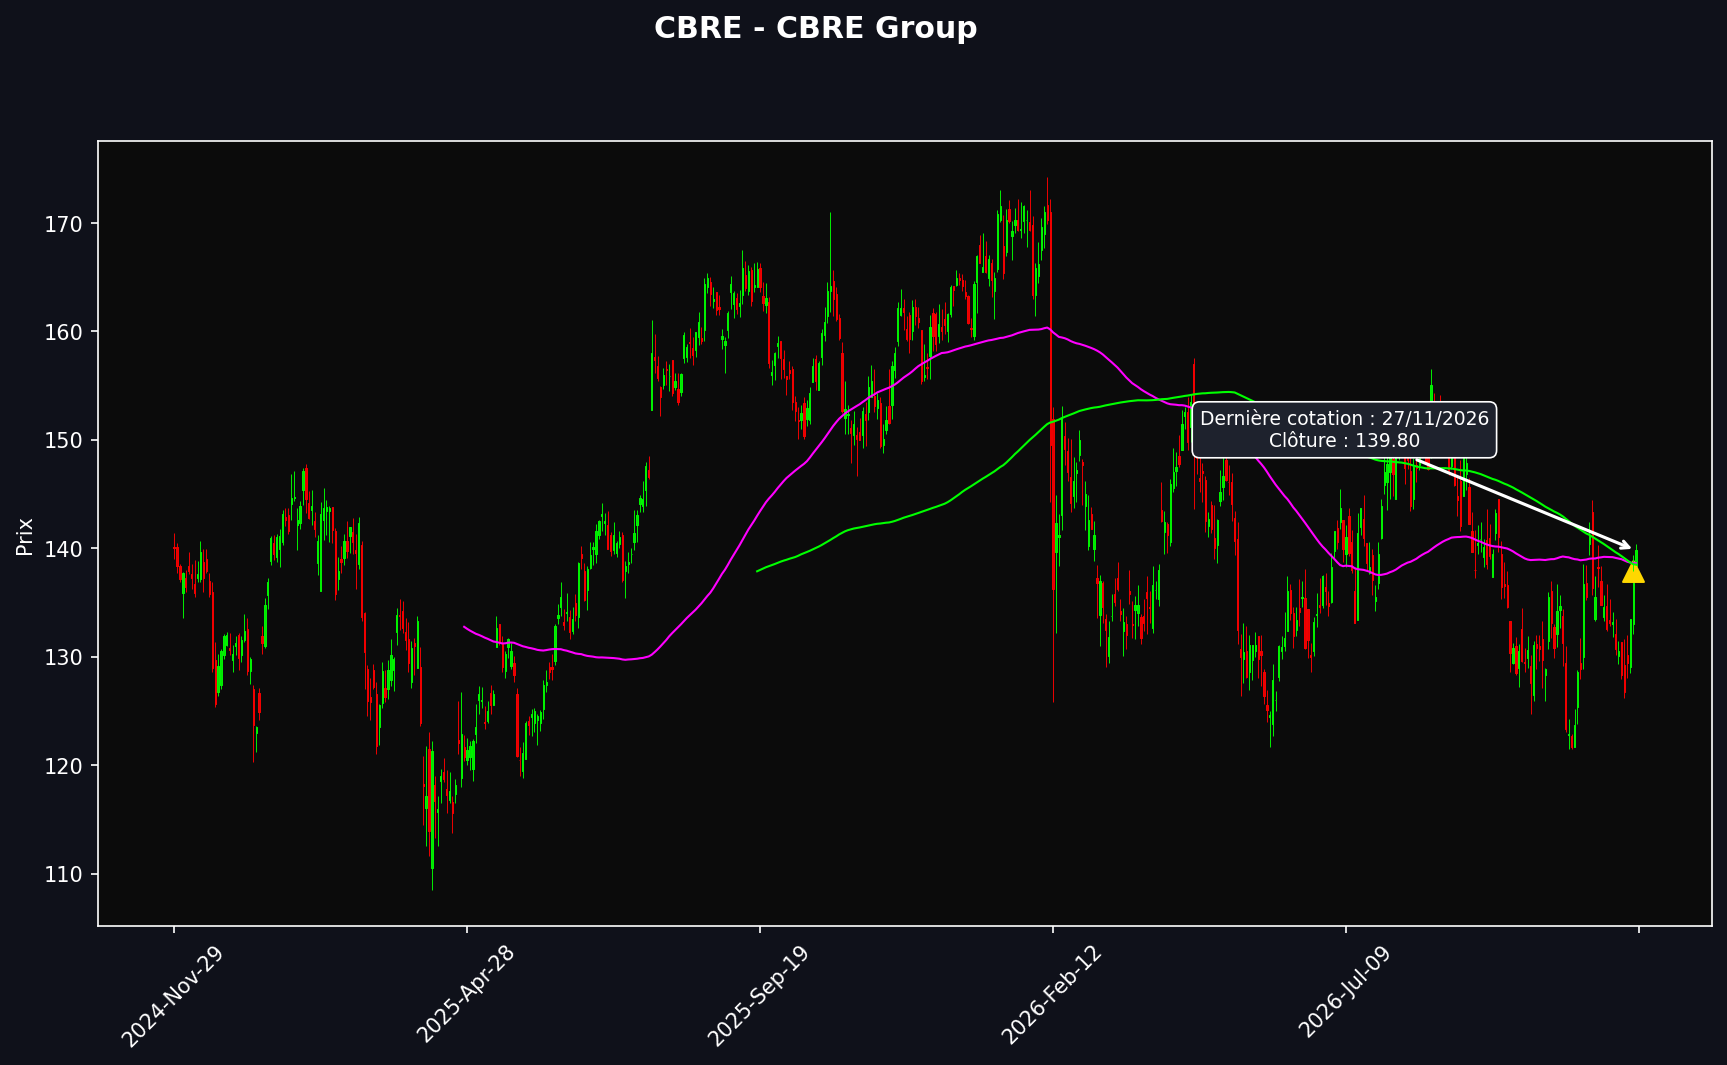 CBRE - CBRE Group
Prix
170
160
150
140
130
120
110
Dernière cotation : 27/11/2026
Clôture : 139.80
2024-Nov-29
2025-Apr-28
2025-Sep-19
2026-Feb-12
2026-Jul-09